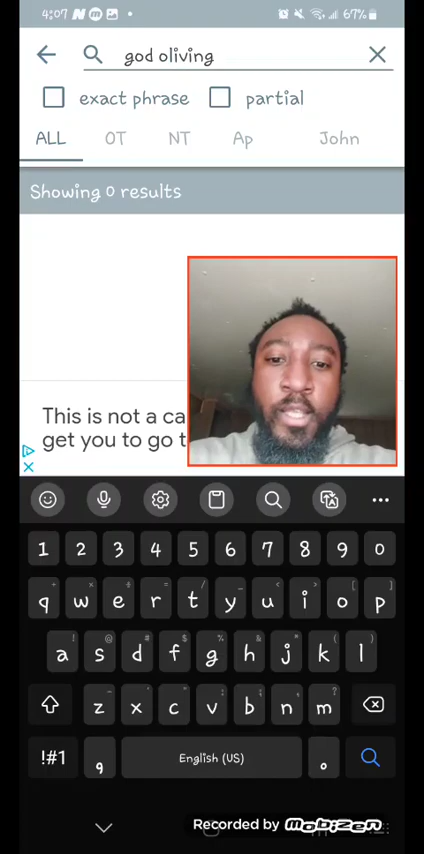 4:07 N m 67%
god oliving
exact phrase partial
ALL OT NT Ap John
Showing 0 results
This is not a ca
get you to go t
1 2 3 4 5 6 7 8 9 0
q w e r t y u i o p
a s d f g h j k l
z x c v b n m
!#1 , English (US) .
Recorded by mobizen